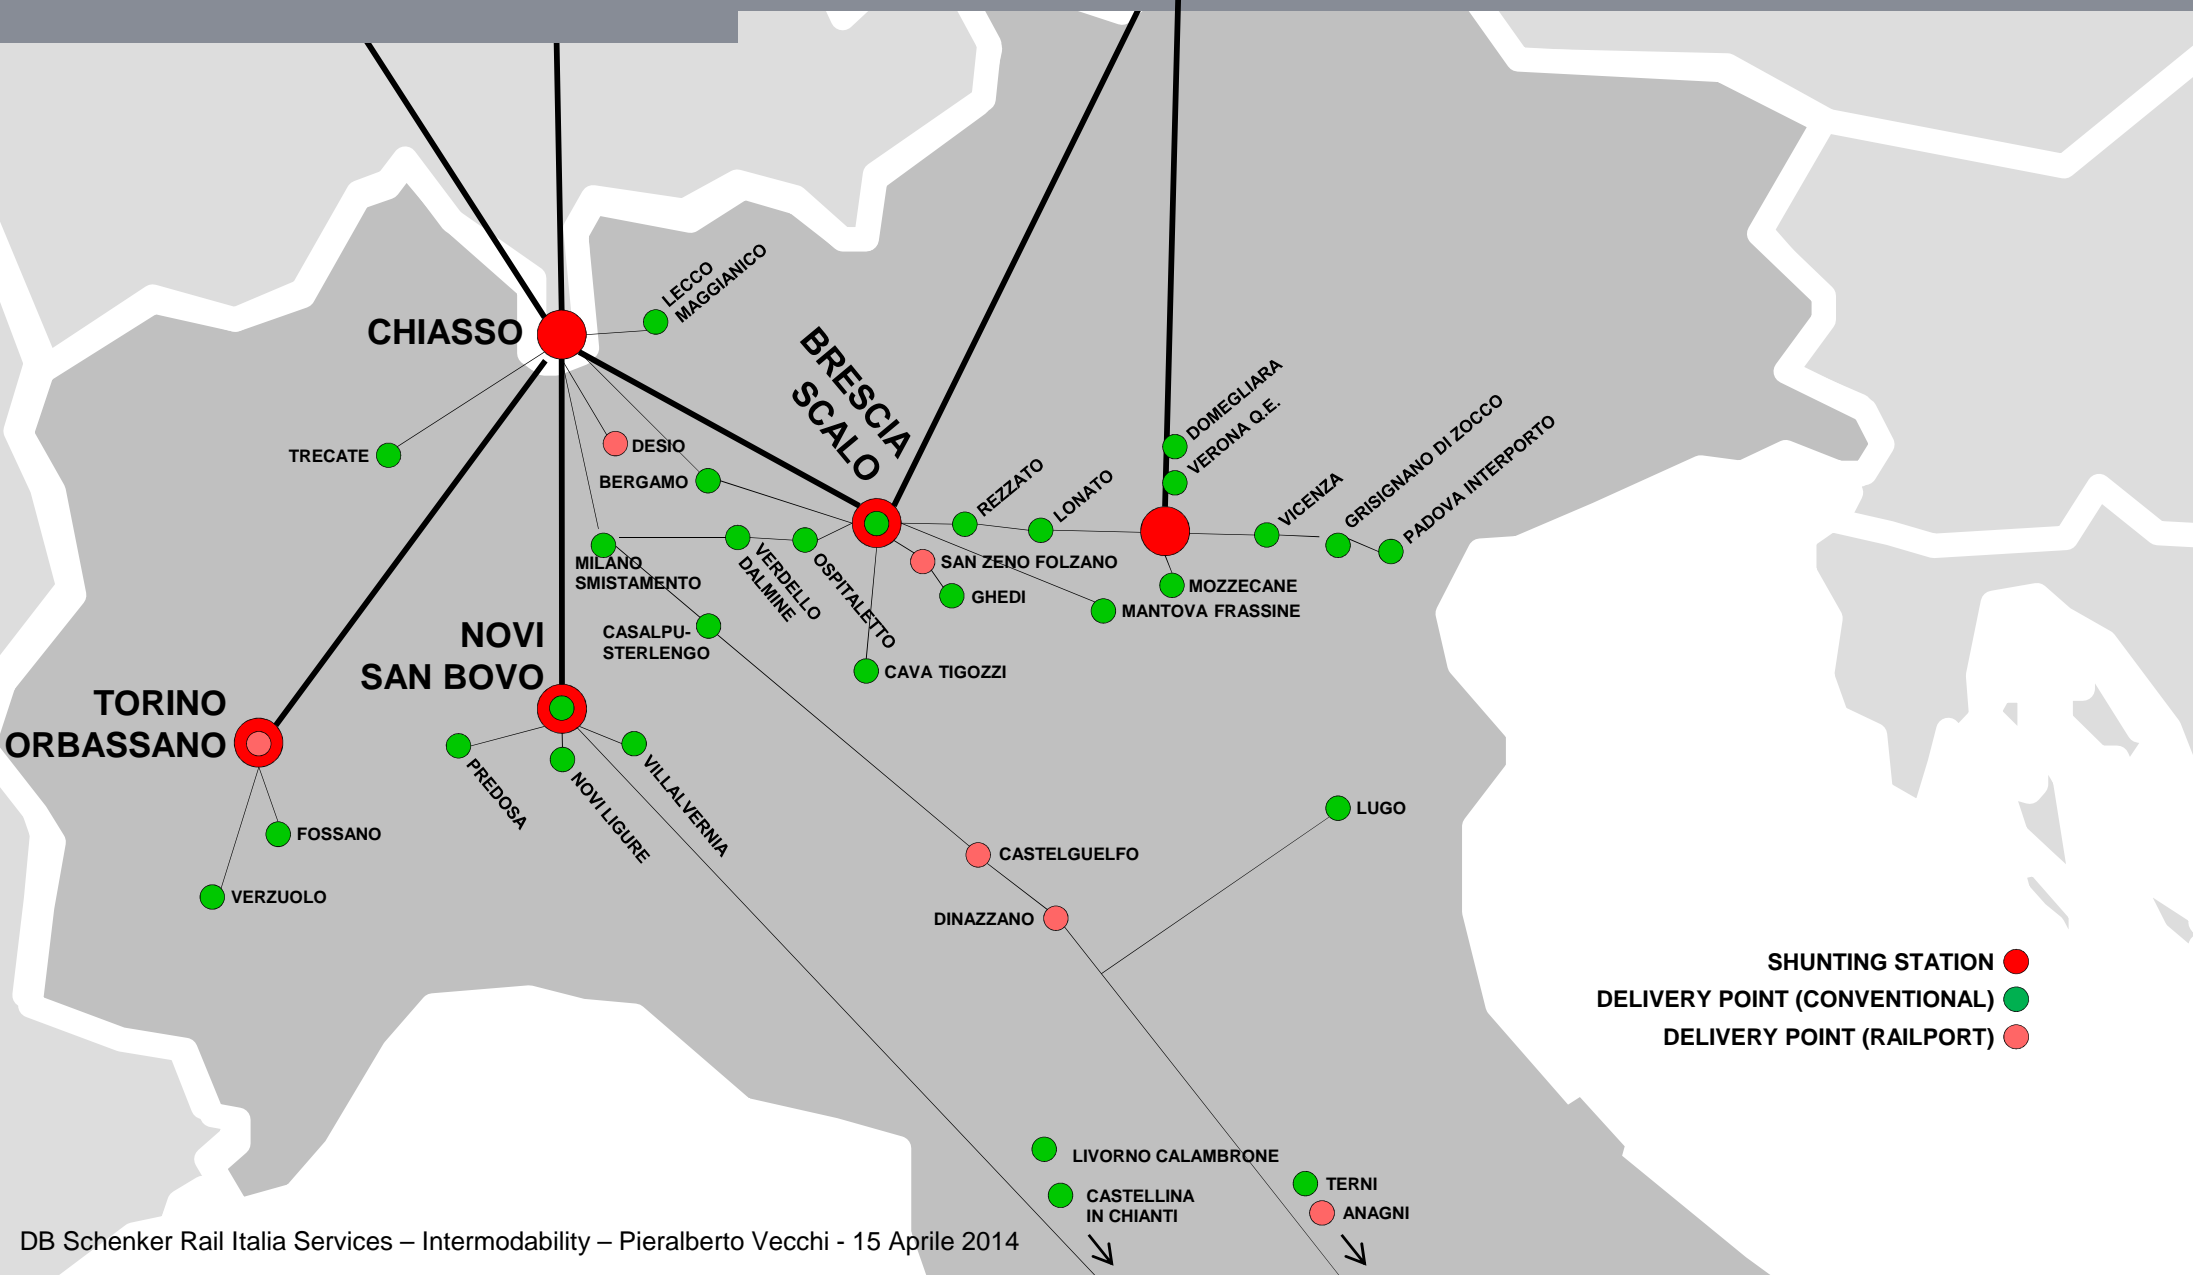 LECCO
MAGGIANICO
CHIASSO
BRESCIA
SCALO
TRECATE
DESIO
BERGAMO
DOMEGLIARA
VERONA Q.E.
REZZATO
LONATO
VICENZA
GRISIGNANO DI ZOCCO
PADOVA INTERPORTO
MILANO
SMISTAMENTO
VERDELLO
DALMINE
OSPITALETTO
SAN ZENO FOLZANO
GHEDI
MOZZECANE
MANTOVA FRASSINE
CASALPU-
STERLENGO
CAVA TIGOZZI
NOVI
SAN BOVO
TORINO
ORBASSANO
PREDOSA
NOVI LIGURE
VILLALVERNIA
FOSSANO
VERZUOLO
LUGO
CASTELGUELFO
DINAZZANO
SHUNTING STATION
DELIVERY POINT (CONVENTIONAL)
DELIVERY POINT (RAILPORT)
LIVORNO CALAMBRONE
CASTELLINA
IN CHIANTI
TERNI
ANAGNI
DB Schenker Rail Italia Services – Intermodability – Pieralberto Vecchi - 15 Aprile 2014